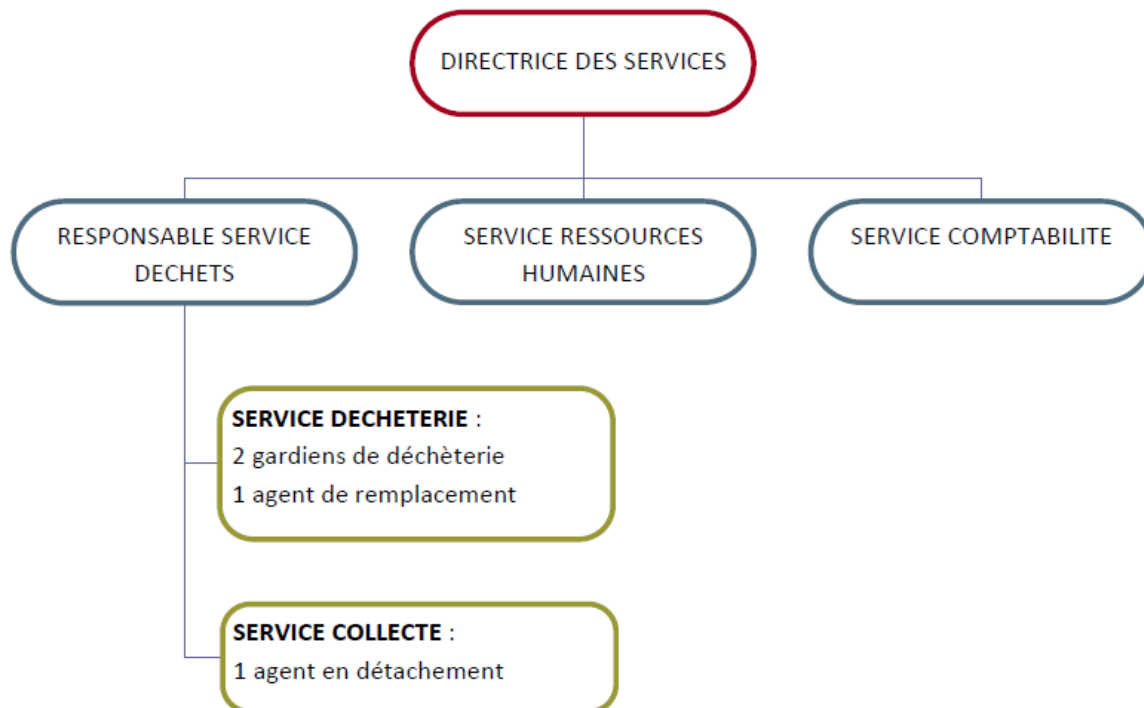 DIRECTRICE DES SERVICES
RESPONSABLE SERVICE
DECHETS
SERVICE RESSOURCES
HUMAINES
SERVICE COMPTABILITE
SERVICE DECHETERIE :
2 gardiens de déchèterie
1 agent de remplacement
SERVICE COLLECTE :
1 agent en détachement